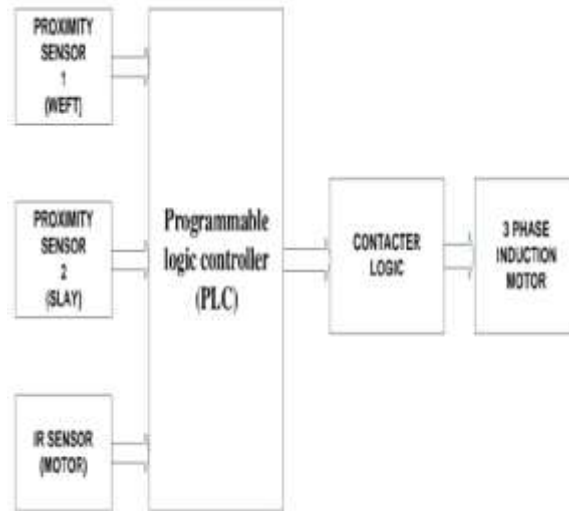 PROXIMITY
SENSOR
1
(WEFT)
PROXIMITY
SENSOR
2
(SLAY)
IR SENSOR
(MOTOR)
Programmable
logic controller
(PLC)
CONTACTER
LOGIC
3 PHASE
INDUCTION
MOTOR